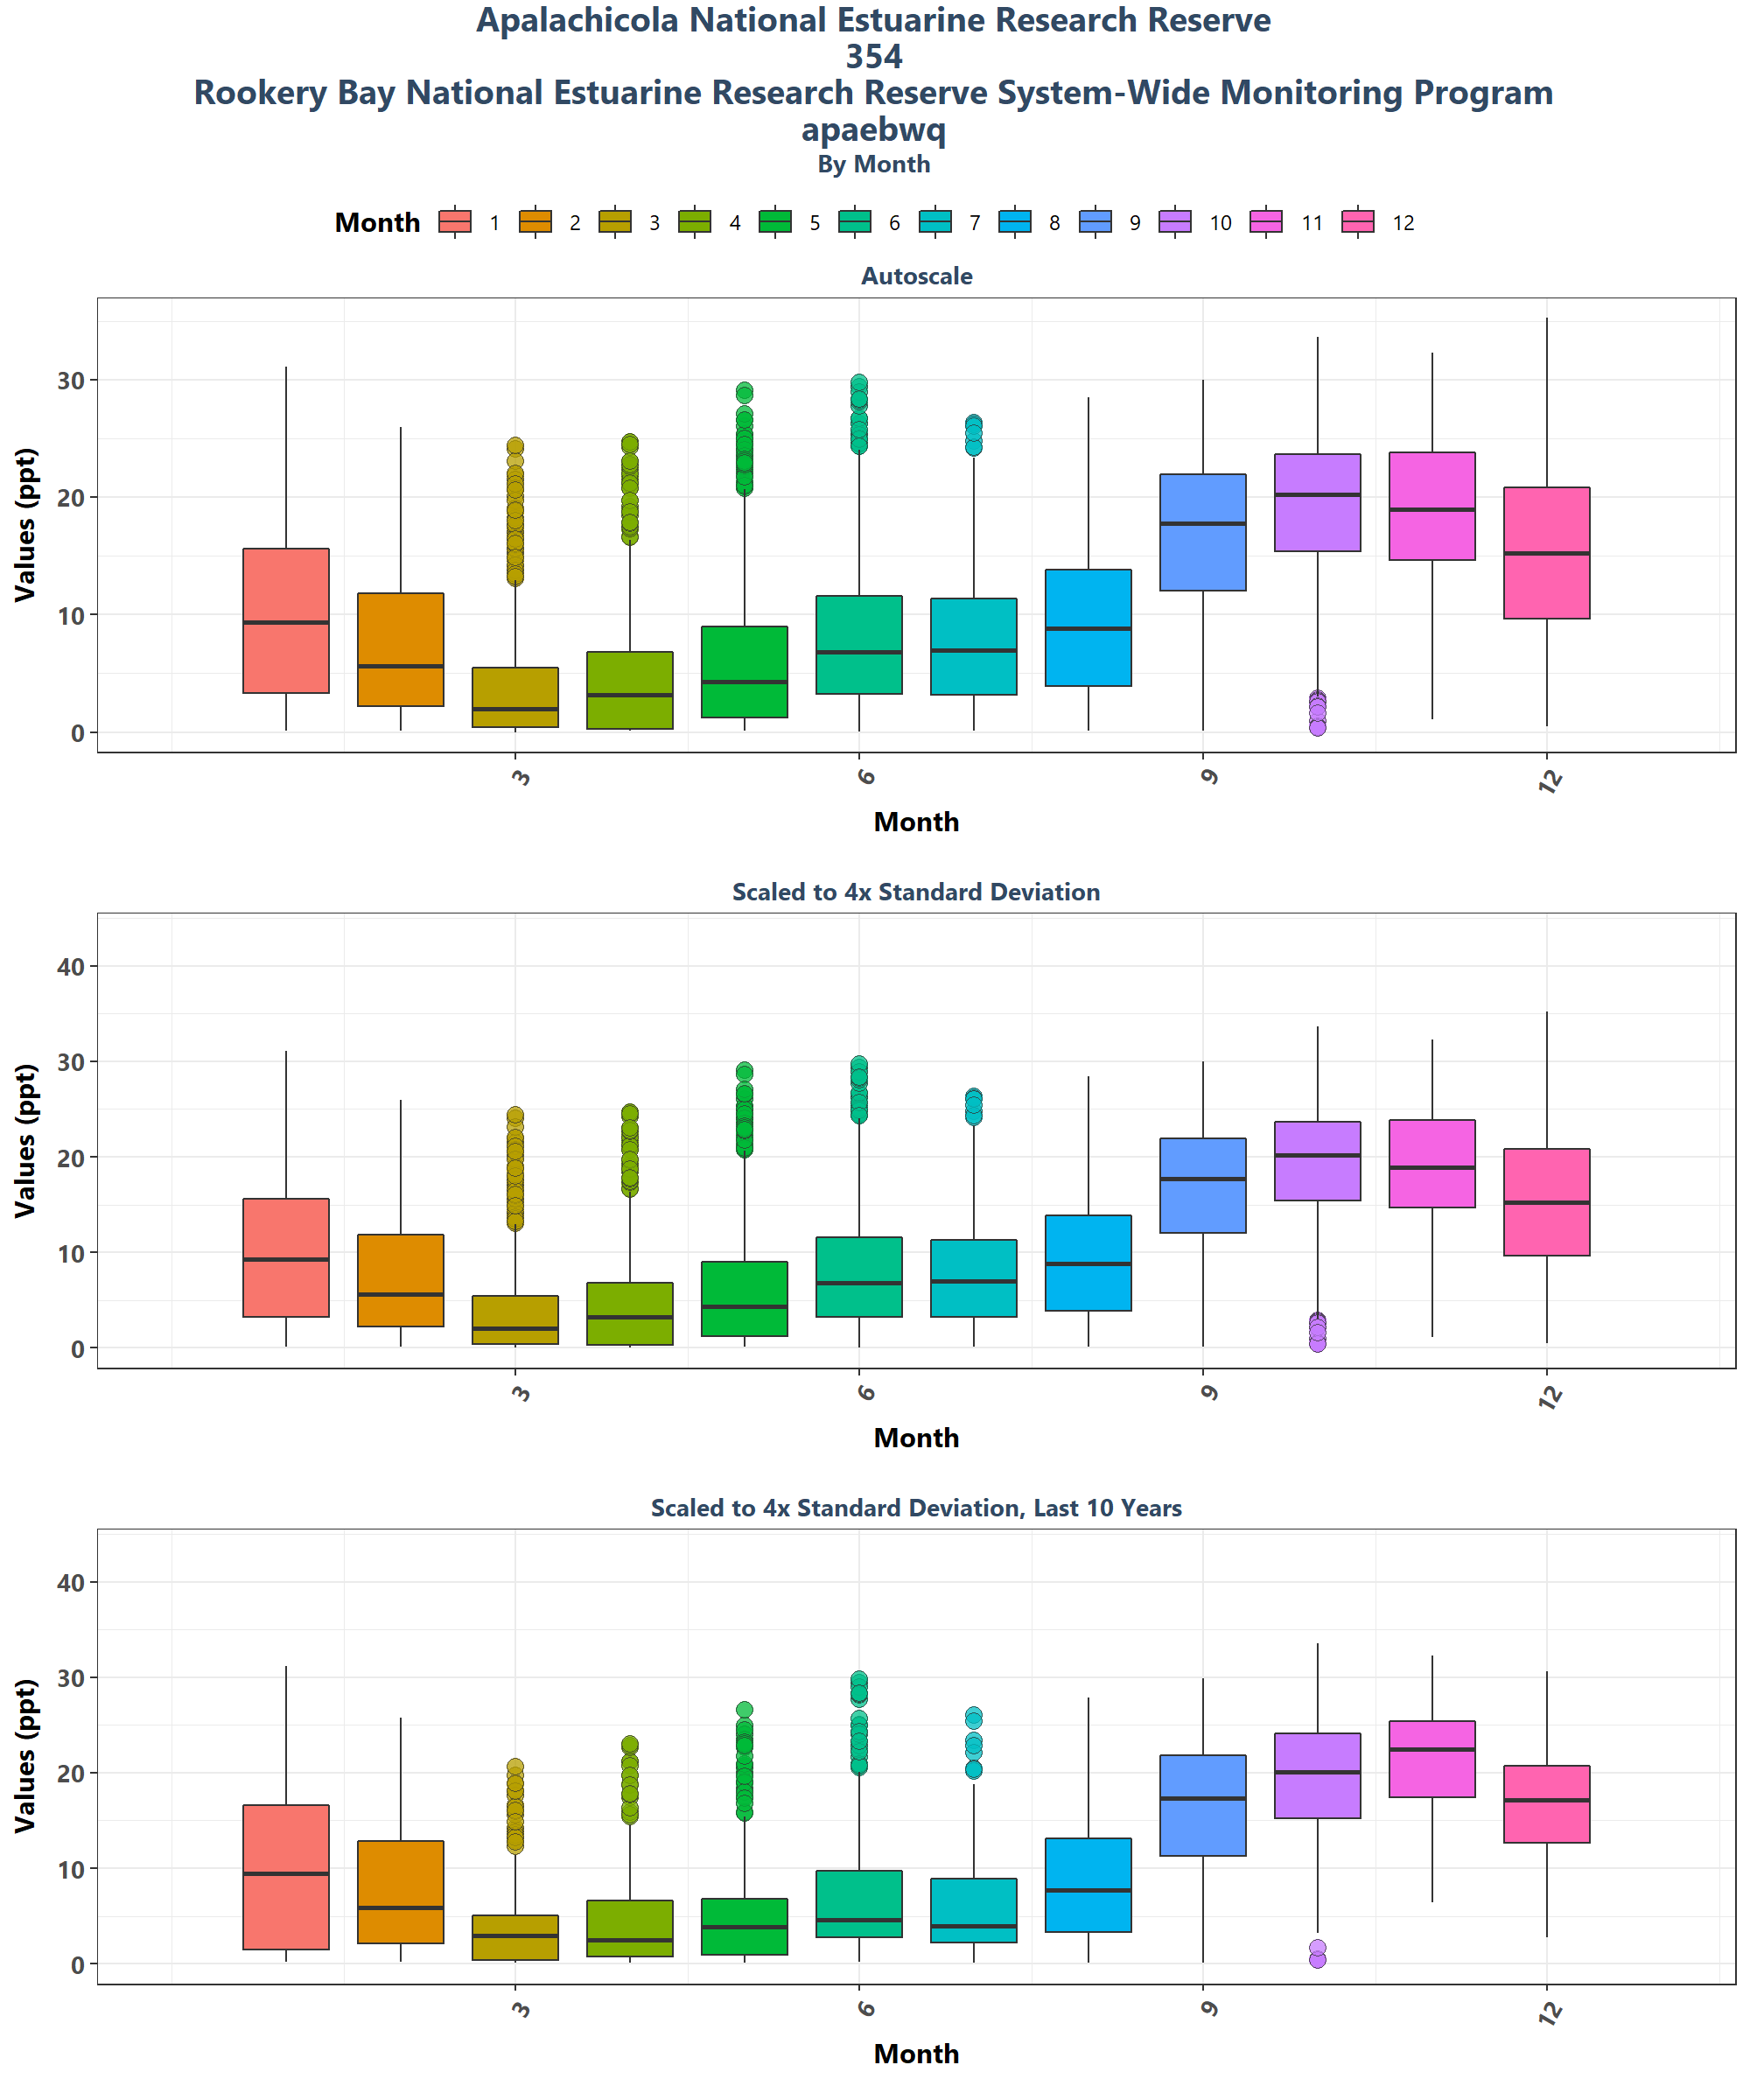 Apalachicola National Estuarine Research Reserve
354
Rookery Bay National Estuarine Research Reserve System-Wide Monitoring Program
apaebwq
By Month
Month 1 2 3 4 5 6 7 8 9 10 11 12
Autoscale
Values (ppt)
30
20
10
0
3 6 9 12
Month
Scaled to 4x Standard Deviation
Values (ppt)
40
30
20
10
0
3 6 9 12
Month
Scaled to 4x Standard Deviation, Last 10 Years
Values (ppt)
40
30
20
10
0
3 6 9 12
Month